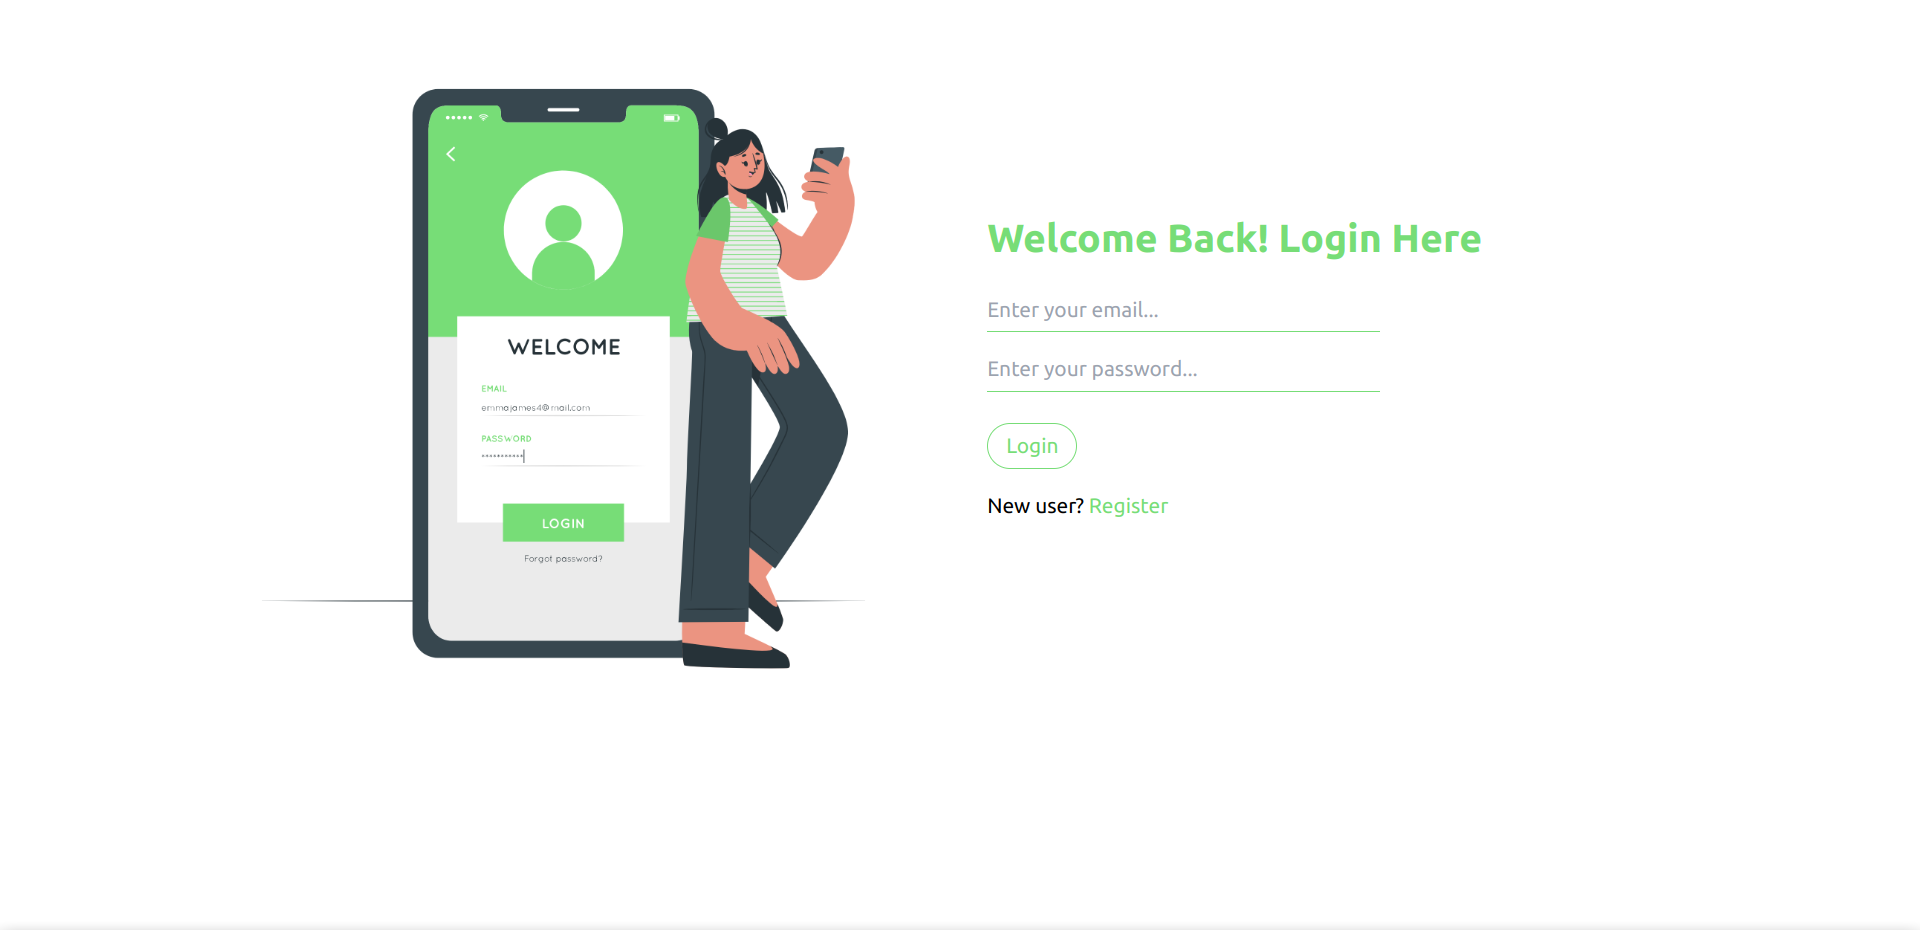 WELCOME
EMAIL
emmajames4@mail.com
PASSWORD
***********
LOGIN
Forgot password?
Welcome Back! Login Here
Enter your email...
Enter your password...
Login
New user? Register